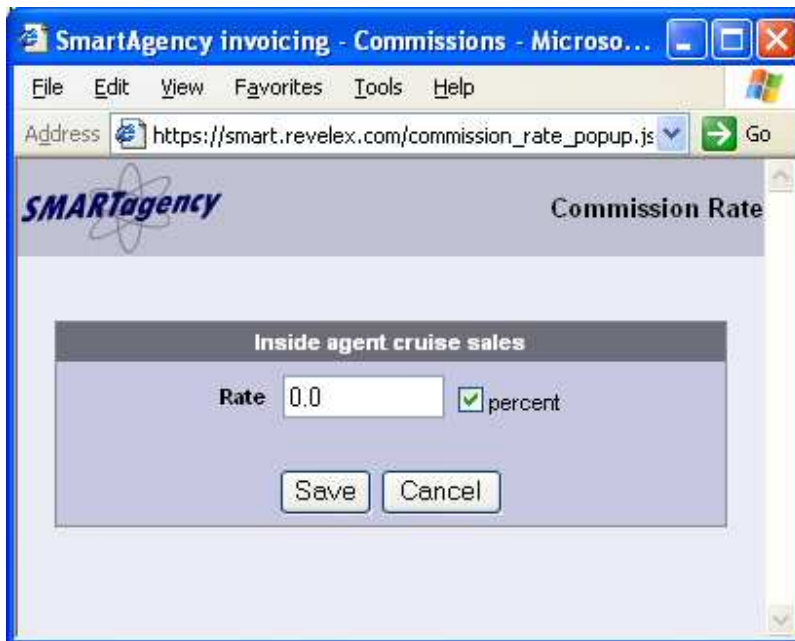 SmartAgency invoicing - Commissions - Microso...
File Edit View Favorites Tools Help
Address https://smart.revelex.com/commission_rate_popup.js Go
SMARTagency Commission Rate
Inside agent cruise sales
Rate 0.0 percent
Save Cancel